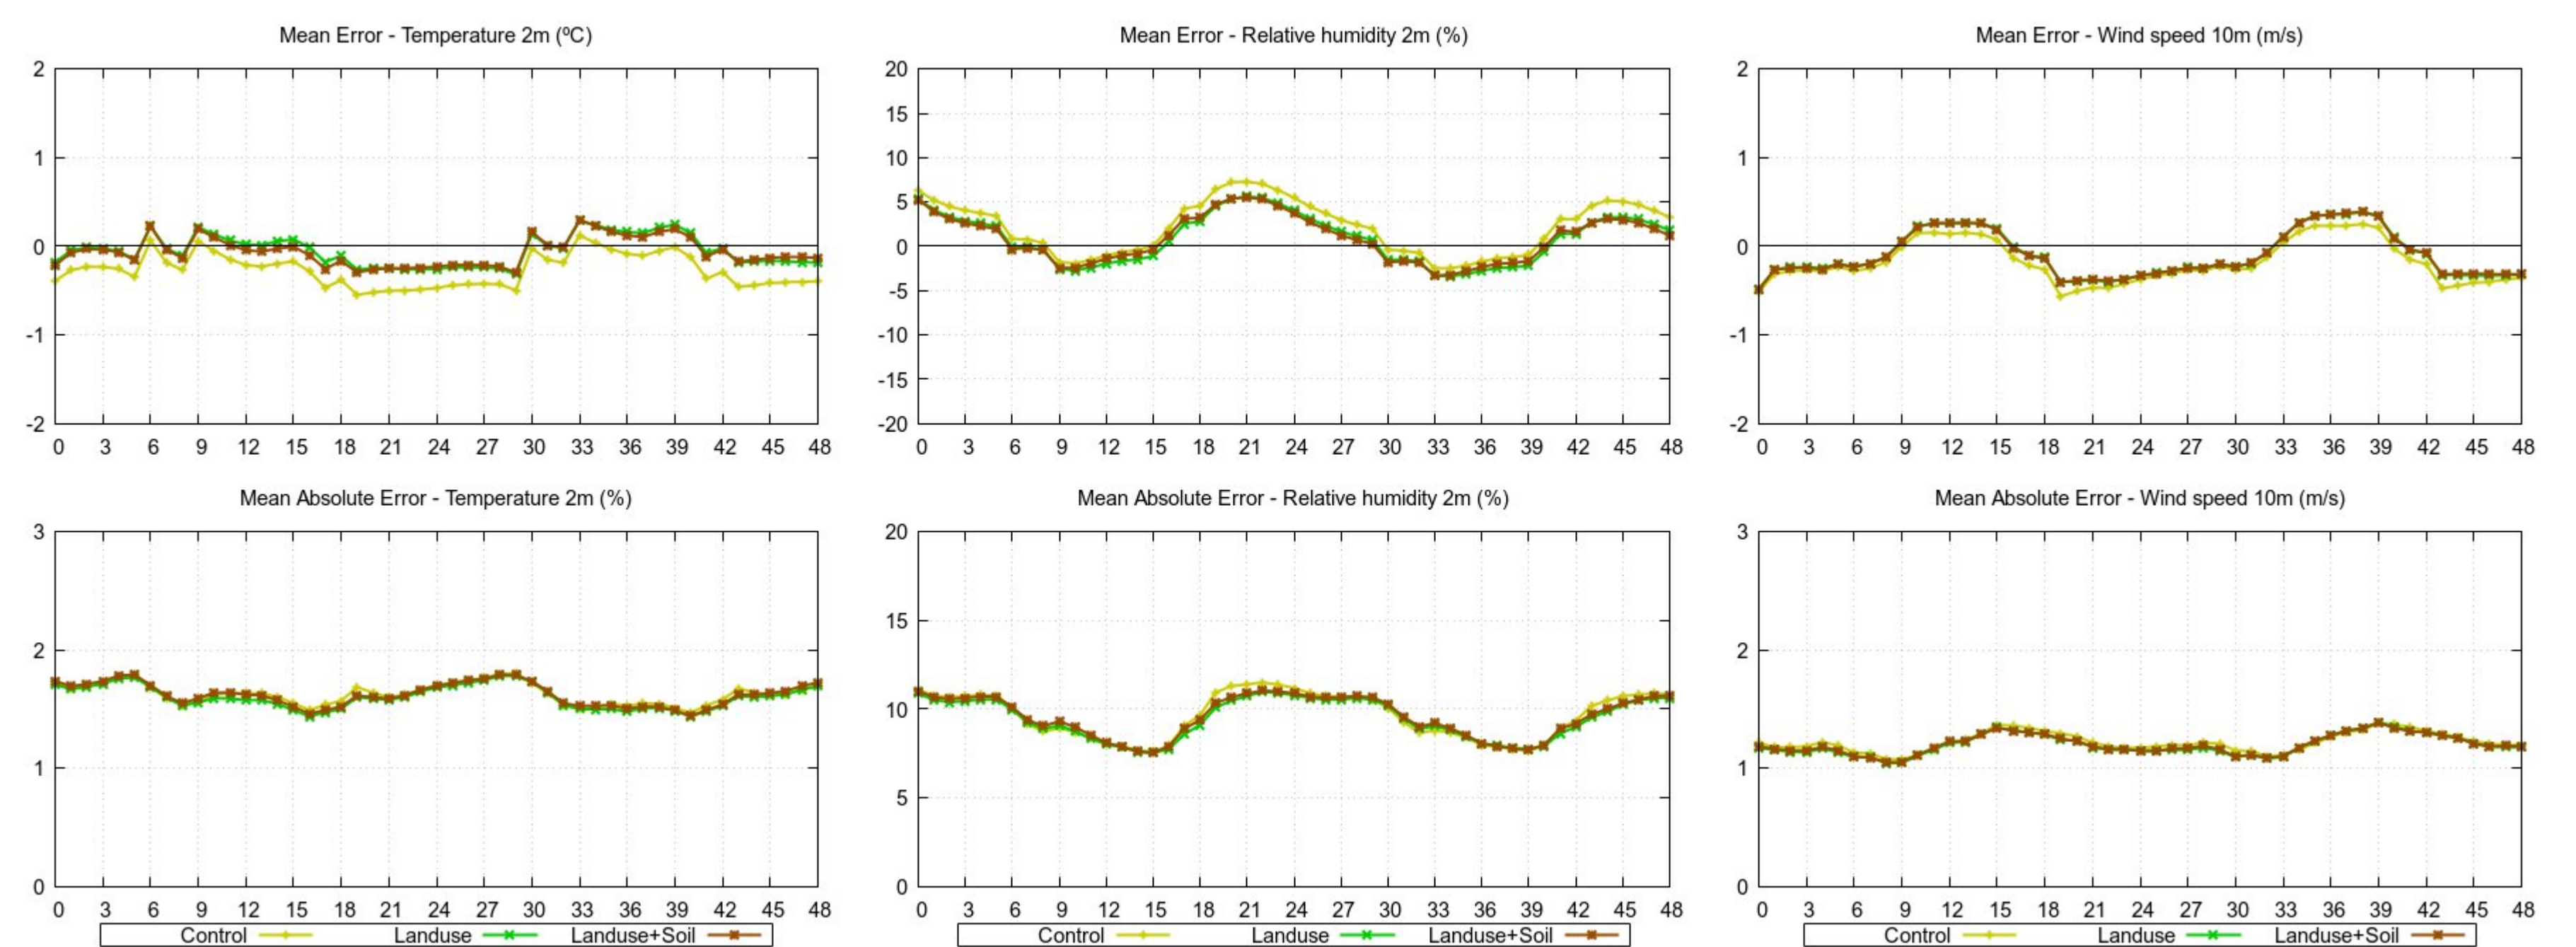 Mean Error - Temperature 2m (ºC)
2
1
0
-1
-2
0 3 6 9 12 15 18 21 24 27 30 33 36 39 42 45 48
Mean Error - Relative humidity 2m (%)
20
15
10
5
0
-5
-10
-15
-20
0 3 6 9 12 15 18 21 24 27 30 33 36 39 42 45 48
Mean Error - Wind speed 10m (m/s)
2
1
0
-1
-2
0 3 6 9 12 15 18 21 24 27 30 33 36 39 42 45 48
Mean Absolute Error - Temperature 2m (%)
3
2
1
0
0 3 6 9 12 15 18 21 24 27 30 33 36 39 42 45 48
Control Landuse Landuse+Soil
Mean Absolute Error - Relative humidity 2m (%)
20
15
10
5
0
0 3 6 9 12 15 18 21 24 27 30 33 36 39 42 45 48
Control Landuse Landuse+Soil
Mean Absolute Error - Wind speed 10m (m/s)
3
2
1
0
0 3 6 9 12 15 18 21 24 27 30 33 36 39 42 45 48
Control Landuse Landuse+Soil